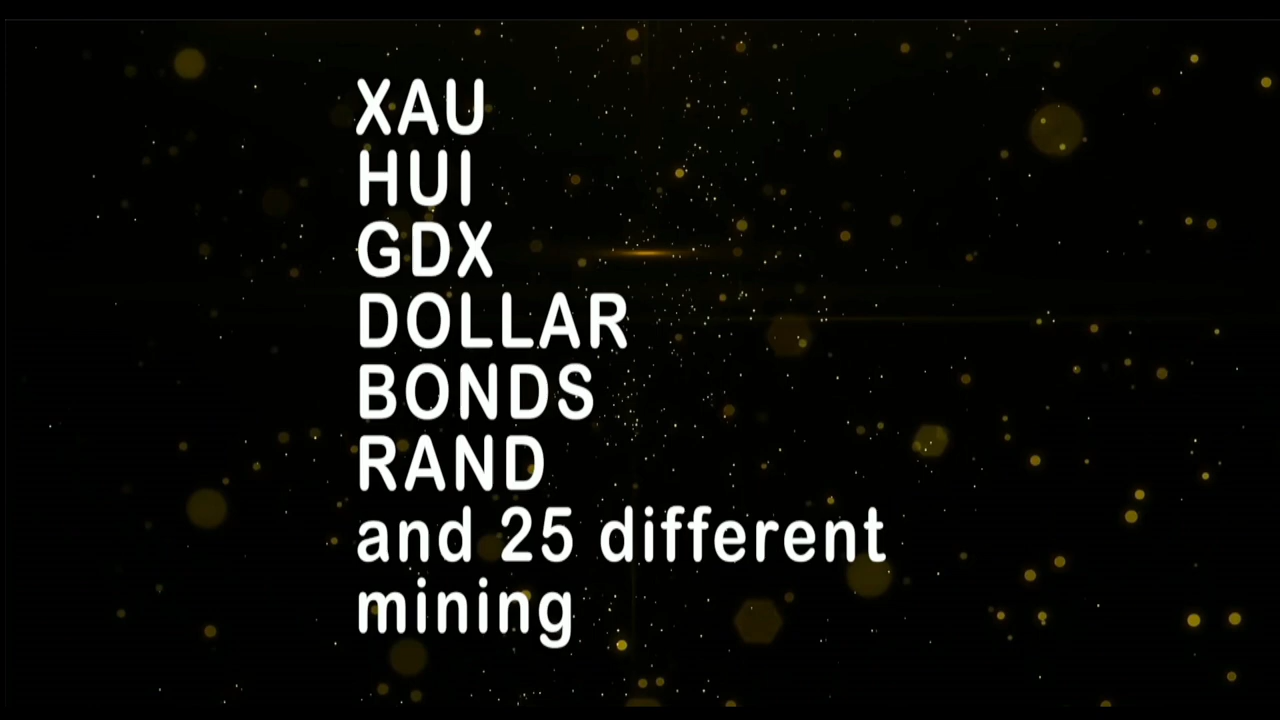 XAU
HUI
GDX
DOLLAR
BONDS
RAND
and 25 different
mining